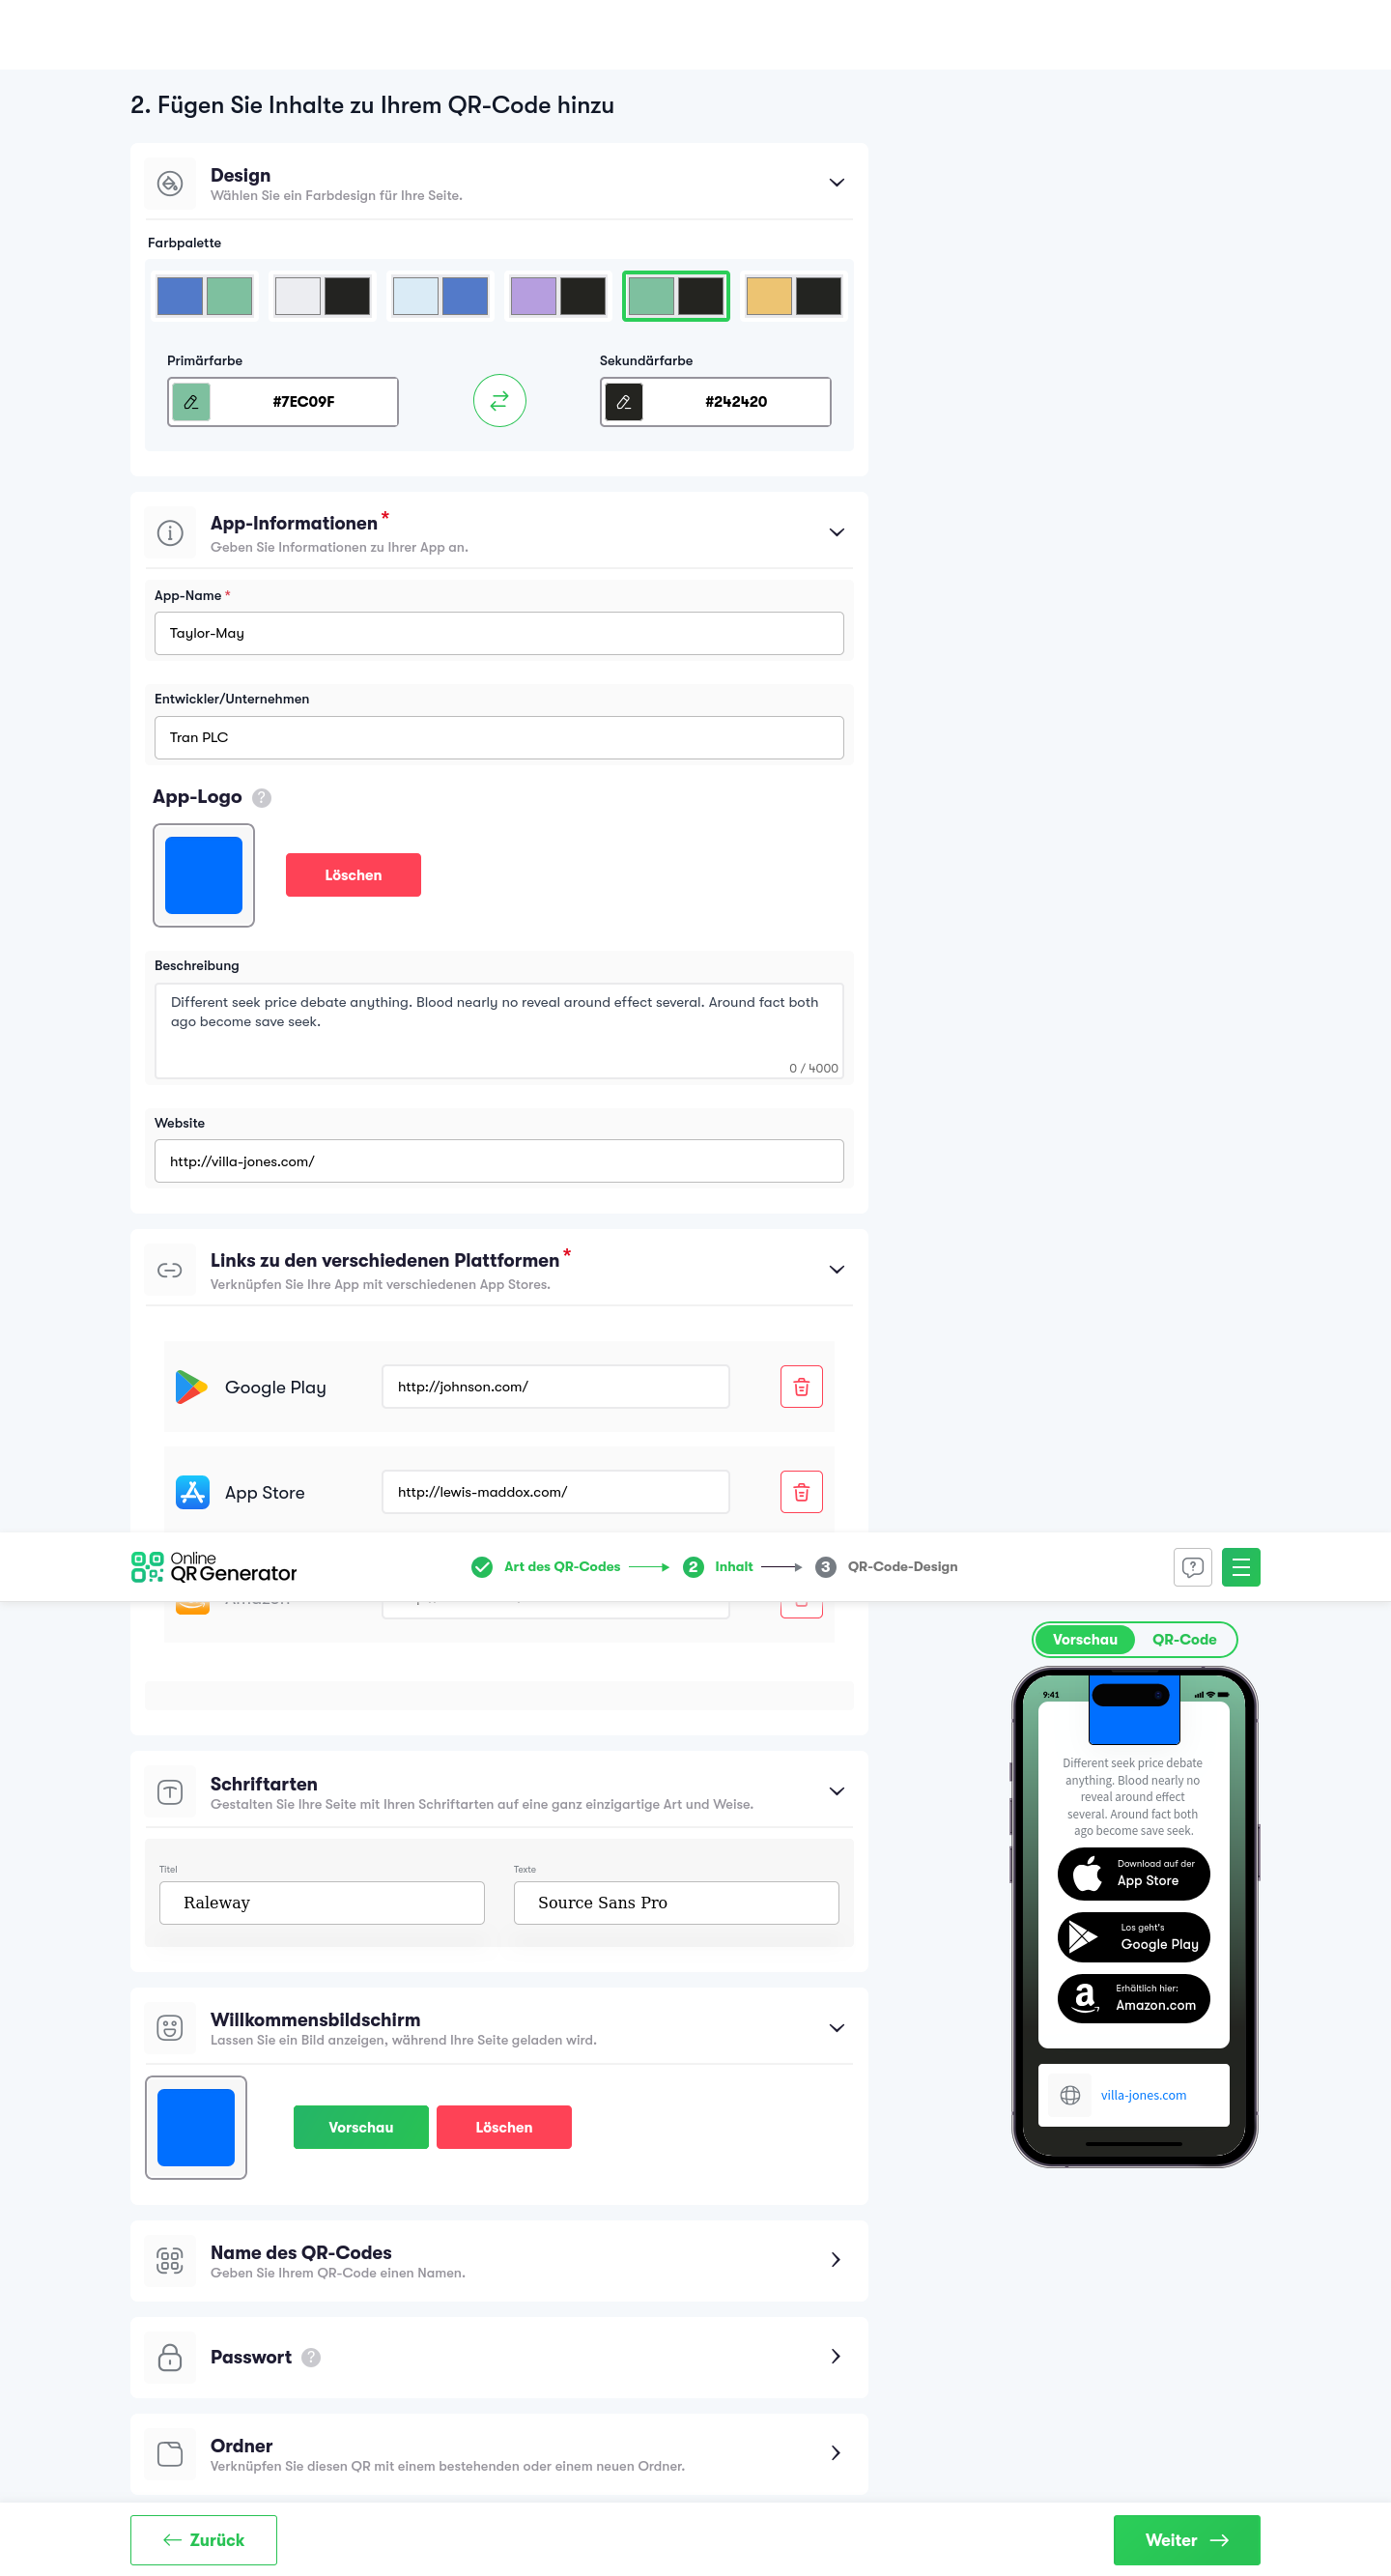 2. Fügen Sie Inhalte zu Ihrem QR-Code hinzu
Design
Wählen Sie ein Farbdesign für Ihre Seite.
Farbpalette
Primärfarbe
Sekundärfarbe
#7EC09F
#242420
App-Informationen *
Geben Sie Informationen zu Ihrer App an.
App-Name *
Taylor-May
Entwickler/Unternehmen
Tran PLC
App-Logo ?
Löschen
Beschreibung
Different seek price debate anything. Blood nearly no reveal around effect several. Around fact both
ago become save seek.
0 / 4000
Website
http://villa-jones.com/
Links zu den verschiedenen Plattformen *
Verknüpfen Sie Ihre App mit verschiedenen App Stores.
Google Play
http://johnson.com/
App Store
http://lewis-maddox.com/
Online
QR Generator
Art des QR-Codes
2 Inhalt
3 QR-Code-Design
Amazon
Vorschau
QR-Code
9:41
Different seek price debate
anything. Blood nearly no
reveal around effect
several. Around fact both
ago become save seek.
Download auf der
App Store
Los geht's
Google Play
Erhältlich hier:
Amazon.com
villa-jones.com
Schriftarten
Gestalten Sie Ihre Seite mit Ihren Schriftarten auf eine ganz einzigartige Art und Weise.
Titel
Texte
Raleway
Source Sans Pro
Willkommensbildschirm
Lassen Sie ein Bild anzeigen, während Ihre Seite geladen wird.
Vorschau
Löschen
Name des QR-Codes
Geben Sie Ihrem QR-Code einen Namen.
Passwort ?
Ordner
Verknüpfen Sie diesen QR mit einem bestehenden oder einem neuen Ordner.
Zurück
Weiter